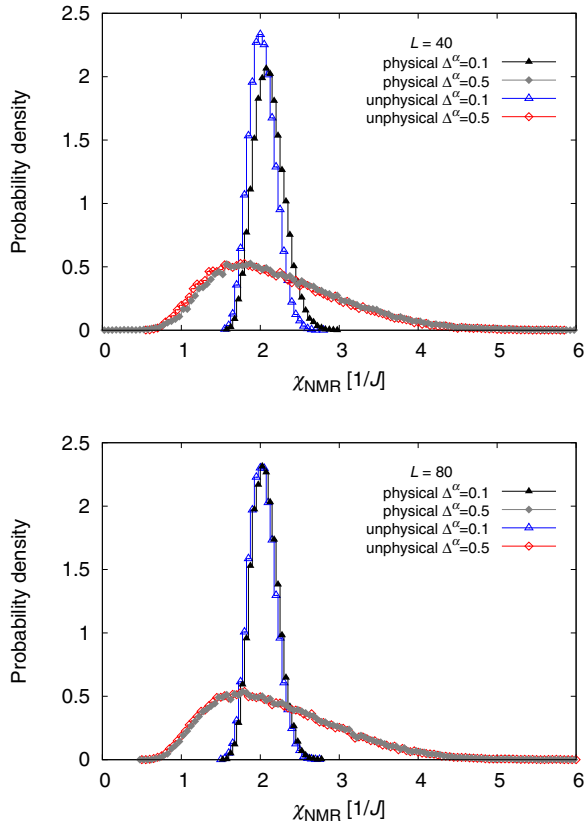 2.5
2
1.5
1
0.5
0
Probability density
L = 40
physical Δ^α=0.1
physical Δ^α=0.5
unphysical Δ^α=0.1
unphysical Δ^α=0.5
0 1 2 3 4 5 6
χ_NMR [1/J]
2.5
2
1.5
1
0.5
0
Probability density
L = 80
physical Δ^α=0.1
physical Δ^α=0.5
unphysical Δ^α=0.1
unphysical Δ^α=0.5
0 1 2 3 4 5 6
χ_NMR [1/J]